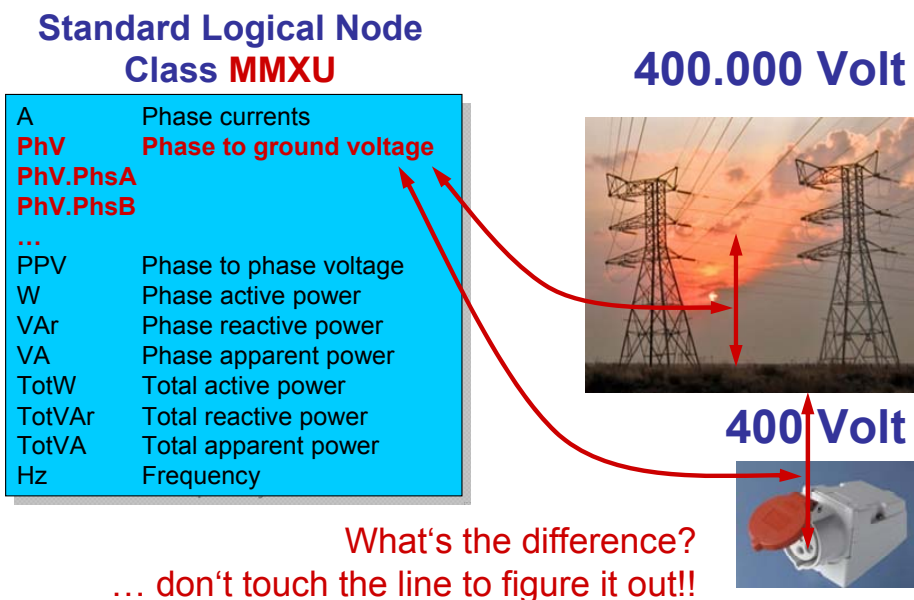 Standard Logical Node
Class MMXU
400.000 Volt
A Phase currents
PhV Phase to ground voltage
PhV.PhsA
PhV.PhsB
…
PPV Phase to phase voltage
W Phase active power
VAr Phase reactive power
VA Phase apparent power
TotW Total active power
TotVAr Total reactive power
TotVA Total apparent power
Hz Frequency
400 Volt
What‘s the difference?
… don‘t touch the line to figure it out!!